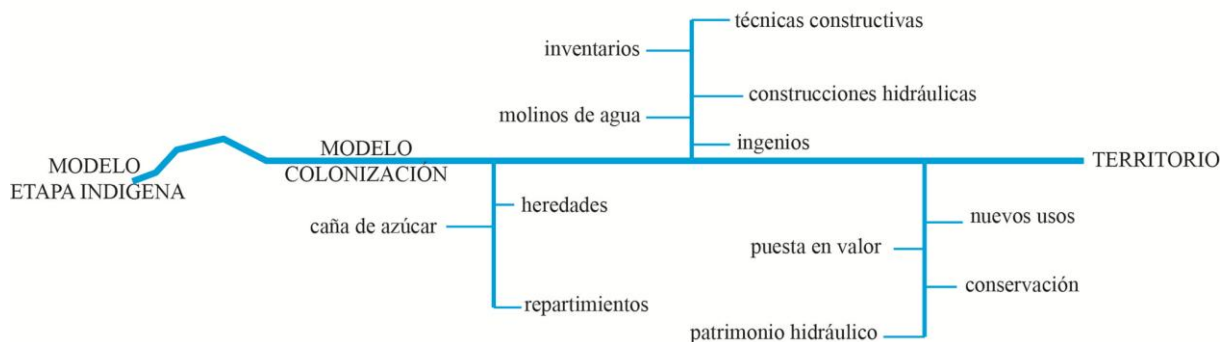 técnicas constructivas
inventarios
construcciones hidráulicas
molinos de agua
ingenios
MODELO
ETAPA INDIGENA
MODELO
COLONIZACIÓN
TERRITORIO
heredades
caña de azúcar
repartimientos
nuevos usos
puesta en valor
conservación
patrimonio hidráulico